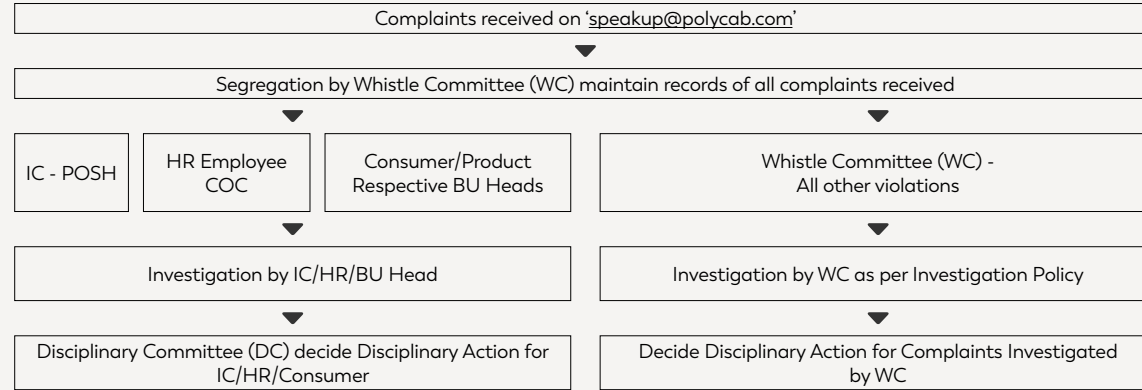 Complaints received on ‘speakup@polycab.com’
Segregation by Whistle Committee (WC) maintain records of all complaints received
IC - POSH
HR Employee
COC
Consumer/Product
Respective BU Heads
Whistle Committee (WC) -
All other violations
Investigation by IC/HR/BU Head
Investigation by WC as per Investigation Policy
Disciplinary Committee (DC) decide Disciplinary Action for
IC/HR/Consumer
Decide Disciplinary Action for Complaints Investigated
by WC